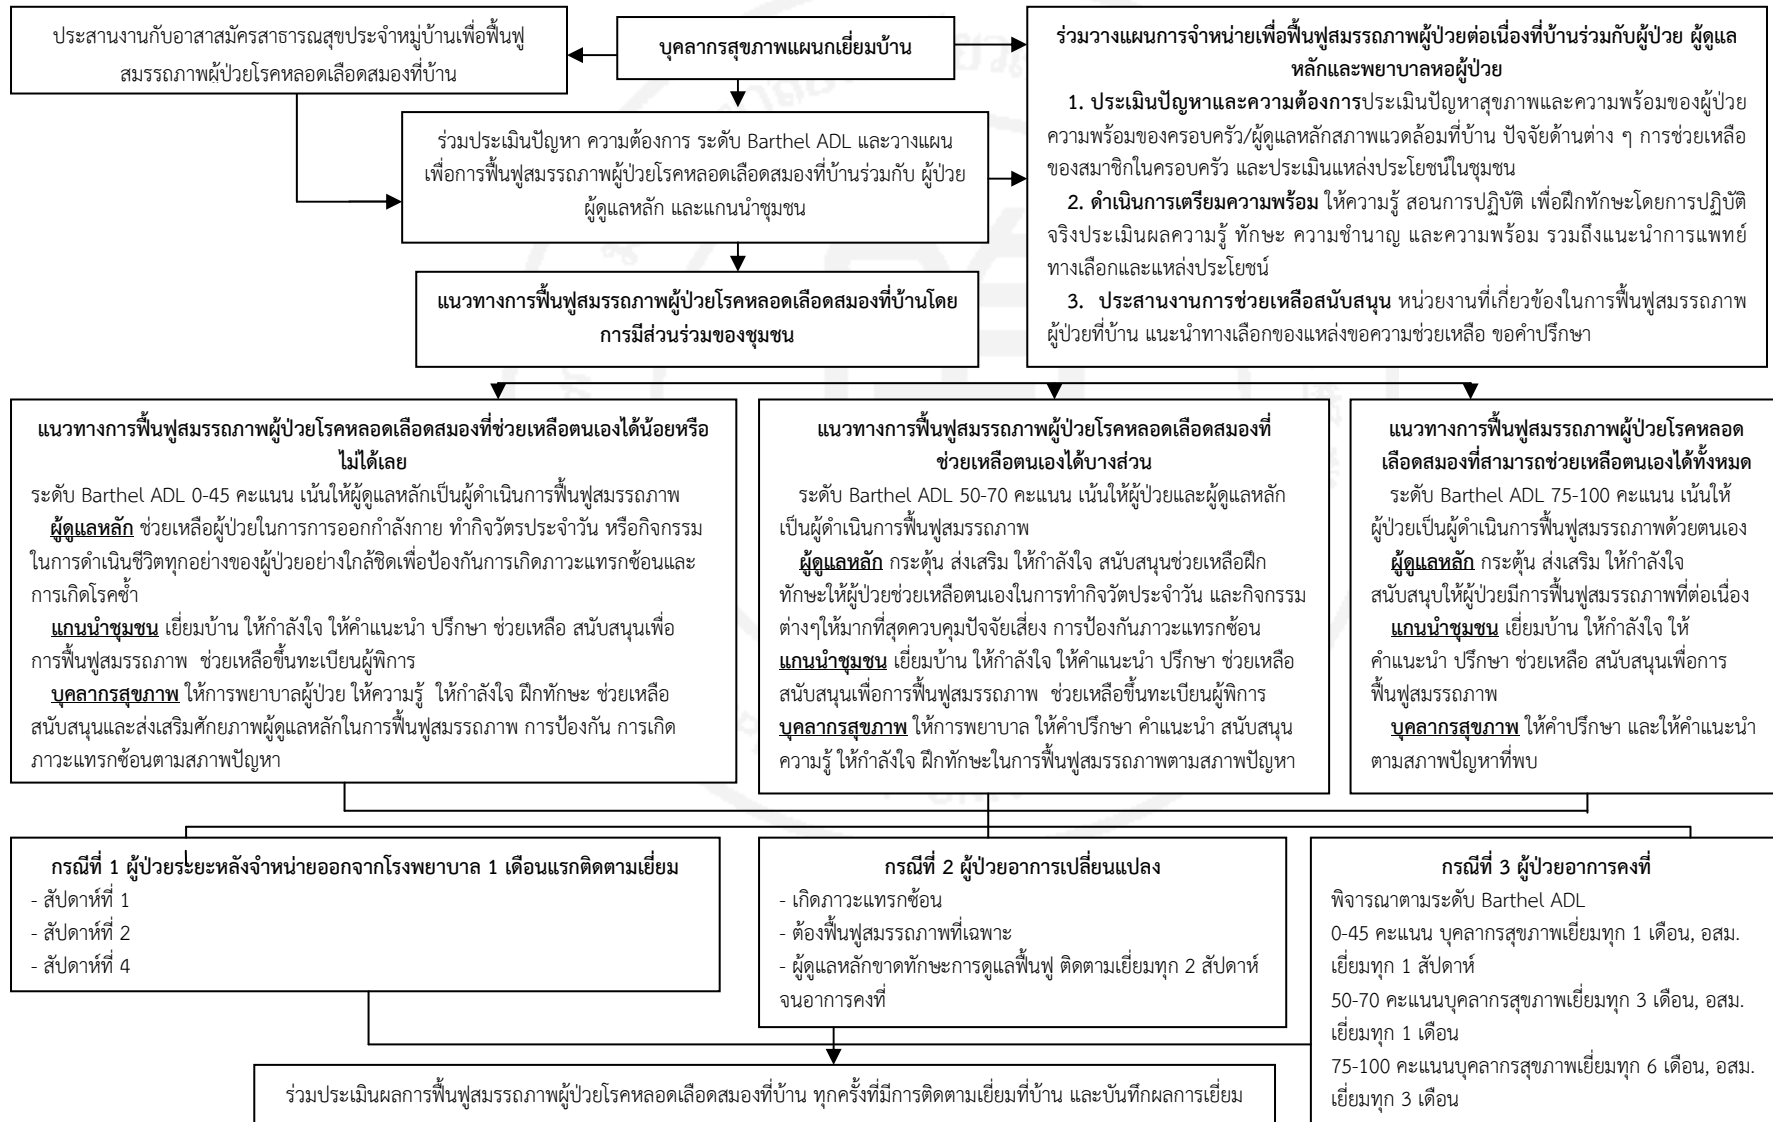 ประสานงานกับอาสาสมัครสาธารณสุขประจำหมู่บ้านเพื่อฟื้นฟู
สมรรถภาพผู้ป่วยโรคหลอดเลือดสมองที่บ้าน
บุคลากรสุขภาพแผนกเยี่ยมบ้าน
ร่วมวางแผนการจำหน่ายเพื่อฟื้นฟูสมรรถภาพผู้ป่วยต่อเนื่องที่บ้านร่วมกับผู้ป่วย ผู้ดูแล
หลักและพยาบาลหอผู้ป่วย
1. ประเมินปัญหาและความต้องการประเมินปัญหาสุขภาพและความพร้อมของผู้ป่วย
ความพร้อมของครอบครัว/ผู้ดูแลหลักสภาพแวดล้อมที่บ้าน ปัจจัยด้านต่าง ๆ การช่วยเหลือ
ของสมาชิกในครอบครัว และประเมินแหล่งประโยชน์ในชุมชน
2. ดำเนินการเตรียมความพร้อม ให้ความรู้ สอนการปฏิบัติ เพื่อฝึกทักษะโดยการปฏิบัติ
จริงประเมินผลความรู้ ทักษะ ความชำนาญ และความพร้อม รวมถึงแนะนำการแพทย์
ทางเลือกและแหล่งประโยชน์
3. ประสานงานการช่วยเหลือสนับสนุน หน่วยงานที่เกี่ยวข้องในการฟื้นฟูสมรรถภาพ
ผู้ป่วยที่บ้าน แนะนำทางเลือกของแหล่งขอความช่วยเหลือ ขอคำปรึกษา
ร่วมประเมินปัญหา ความต้องการ ระดับ Barthel ADL และวางแผน
เพื่อการฟื้นฟูสมรรถภาพผู้ป่วยโรคหลอดเลือดสมองที่บ้านร่วมกับ ผู้ป่วย
ผู้ดูแลหลัก และแกนนำชุมชน
แนวทางการฟื้นฟูสมรรถภาพผู้ป่วยโรคหลอดเลือดสมองที่บ้านโดย
การมีส่วนร่วมของชุมชน
แนวทางการฟื้นฟูสมรรถภาพผู้ป่วยโรคหลอดเลือดสมองที่ช่วยเหลือตนเองได้น้อยหรือ
ไม่ได้เลย
ระดับ Barthel ADL 0-45 คะแนน เน้นให้ผู้ดูแลหลักเป็นผู้ดำเนินการฟื้นฟูสมรรถภาพ
ผู้ดูแลหลัก ช่วยเหลือผู้ป่วยในการการออกกำลังกาย ทำกิจวัตรประจำวัน หรือกิจกรรม
ในการดำเนินชีวิตทุกอย่างของผู้ป่วยอย่างใกล้ชิดเพื่อป้องกันการเกิดภาวะแทรกซ้อนและ
การเกิดโรคซ้ำ
แกนนำชุมชน เยี่ยมบ้าน ให้กำลังใจ ให้คำแนะนำ ปรึกษา ช่วยเหลือ สนับสนุนเพื่อ
การฟื้นฟูสมรรถภาพ ช่วยเหลือขึ้นทะเบียนผู้พิการ
บุคลากรสุขภาพ ให้การพยาบาลผู้ป่วย ให้ความรู้ ให้กำลังใจ ฝึกทักษะ ช่วยเหลือ
สนับสนุนและส่งเสริมศักยภาพผู้ดูแลหลักในการฟื้นฟูสมรรถภาพ การป้องกัน การเกิด
ภาวะแทรกซ้อนตามสภาพปัญหา
แนวทางการฟื้นฟูสมรรถภาพผู้ป่วยโรคหลอดเลือดสมองที่
ช่วยเหลือตนเองได้บางส่วน
ระดับ Barthel ADL 50-70 คะแนน เน้นให้ผู้ป่วยและผู้ดูแลหลัก
เป็นผู้ดำเนินการฟื้นฟูสมรรถภาพ
ผู้ดูแลหลัก กระตุ้น ส่งเสริม ให้กำลังใจ สนับสนุนช่วยเหลือฝึก
ทักษะให้ผู้ป่วยช่วยเหลือตนเองในการทำกิจวัตประจำวัน และกิจกรรม
ต่างๆให้มากที่สุดควบคุมปัจจัยเสี่ยง การป้องกันภาวะแทรกซ้อน
แกนนำชุมชน เยี่ยมบ้าน ให้กำลังใจ ให้คำแนะนำ ปรึกษา ช่วยเหลือ
สนับสนุนเพื่อการฟื้นฟูสมรรถภาพ ช่วยเหลือขึ้นทะเบียนผู้พิการ
บุคลากรสุขภาพ ให้การพยาบาล ให้คำปรึกษา คำแนะนำ สนับสนุน
ความรู้ ให้กำลังใจ ฝึกทักษะในการฟื้นฟูสมรรถภาพตามสภาพปัญหา
แนวทางการฟื้นฟูสมรรถภาพผู้ป่วยโรคหลอด
เลือดสมองที่สามารถช่วยเหลือตนเองได้ทั้งหมด
ระดับ Barthel ADL 75-100 คะแนน เน้นให้
ผู้ป่วยเป็นผู้ดำเนินการฟื้นฟูสมรรถภาพด้วยตนเอง
ผู้ดูแลหลัก กระตุ้น ส่งเสริม ให้กำลังใจ
สนับสนุบให้ผู้ป่วยมีการฟื้นฟูสมรรถภาพที่ต่อเนื่อง
แกนนำชุมชน เยี่ยมบ้าน ให้กำลังใจ ให้
คำแนะนำ ปรึกษา ช่วยเหลือ สนับสนุนเพื่อการ
ฟื้นฟูสมรรถภาพ
บุคลากรสุขภาพ ให้คำปรึกษา และให้คำแนะนำ
ตามสภาพปัญหาที่พบ
กรณีที่ 1 ผู้ป่วยระยะหลังจำหน่ายออกจากโรงพยาบาล 1 เดือนแรกติดตามเยี่ยม
- สัปดาห์ที่ 1
- สัปดาห์ที่ 2
- สัปดาห์ที่ 4
กรณีที่ 2 ผู้ป่วยอาการเปลี่ยนแปลง
- เกิดภาวะแทรกซ้อน
- ต้องฟื้นฟูสมรรถภาพที่เฉพาะ
- ผู้ดูแลหลักขาดทักษะการดูแลฟื้นฟู ติดตามเยี่ยมทุก 2 สัปดาห์
จนอาการคงที่
กรณีที่ 3 ผู้ป่วยอาการคงที่
พิจารณาตามระดับ Barthel ADL
0-45 คะแนน บุคลากรสุขภาพเยี่ยมทุก 1 เดือน, อสม.
เยี่ยมทุก 1 สัปดาห์
50-70 คะแนนบุคลากรสุขภาพเยี่ยมทุก 3 เดือน, อสม.
เยี่ยมทุก 1 เดือน
75-100 คะแนนบุคลากรสุขภาพเยี่ยมทุก 6 เดือน, อสม.
เยี่ยมทุก 3 เดือน
ร่วมประเมินผลการฟื้นฟูสมรรถภาพผู้ป่วยโรคหลอดเลือดสมองที่บ้าน ทุกครั้งที่มีการติดตามเยี่ยมที่บ้าน และบันทึกผลการเยี่ยม